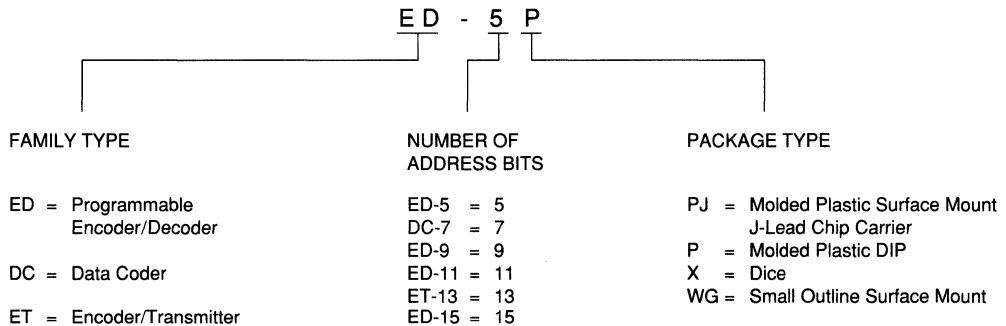 ED - 5 P
FAMILY TYPE
ED = Programmable
Encoder/Decoder
DC = Data Coder
ET = Encoder/Transmitter
NUMBER OF
ADDRESS BITS
ED-5 = 5
DC-7 = 7
ED-9 = 9
ED-11 = 11
ET-13 = 13
ED-15 = 15
PACKAGE TYPE
PJ = Molded Plastic Surface Mount
J-Lead Chip Carrier
P = Molded Plastic DIP
X = Dice
WG = Small Outline Surface Mount